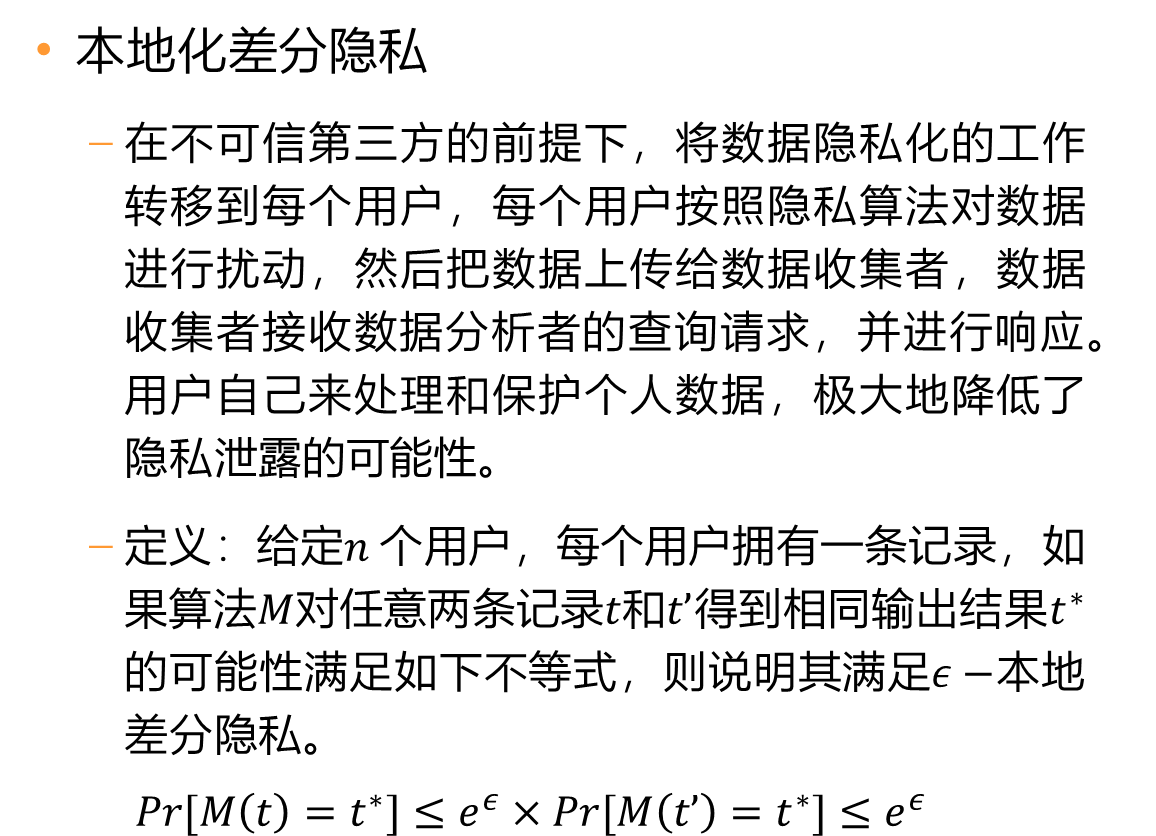 • 本地化差分隐私
– 在不可信第三方的前提下，将数据隐私化的工作
转移到每个用户，每个用户按照隐私算法对数据
进行扰动，然后把数据上传给数据收集者，数据
收集者接收数据分析者的查询请求，并进行响应。
用户自己来处理和保护个人数据，极大地降低了
隐私泄露的可能性。
– 定义：给定n 个用户，每个用户拥有一条记录，如
果算法M对任意两条记录t和t’得到相同输出结果t*
的可能性满足如下不等式，则说明其满足ϵ −本地
差分隐私。
Pr[M(t) = t*] ≤ e^ϵ × Pr[M(t’) = t*] ≤ e^ϵ